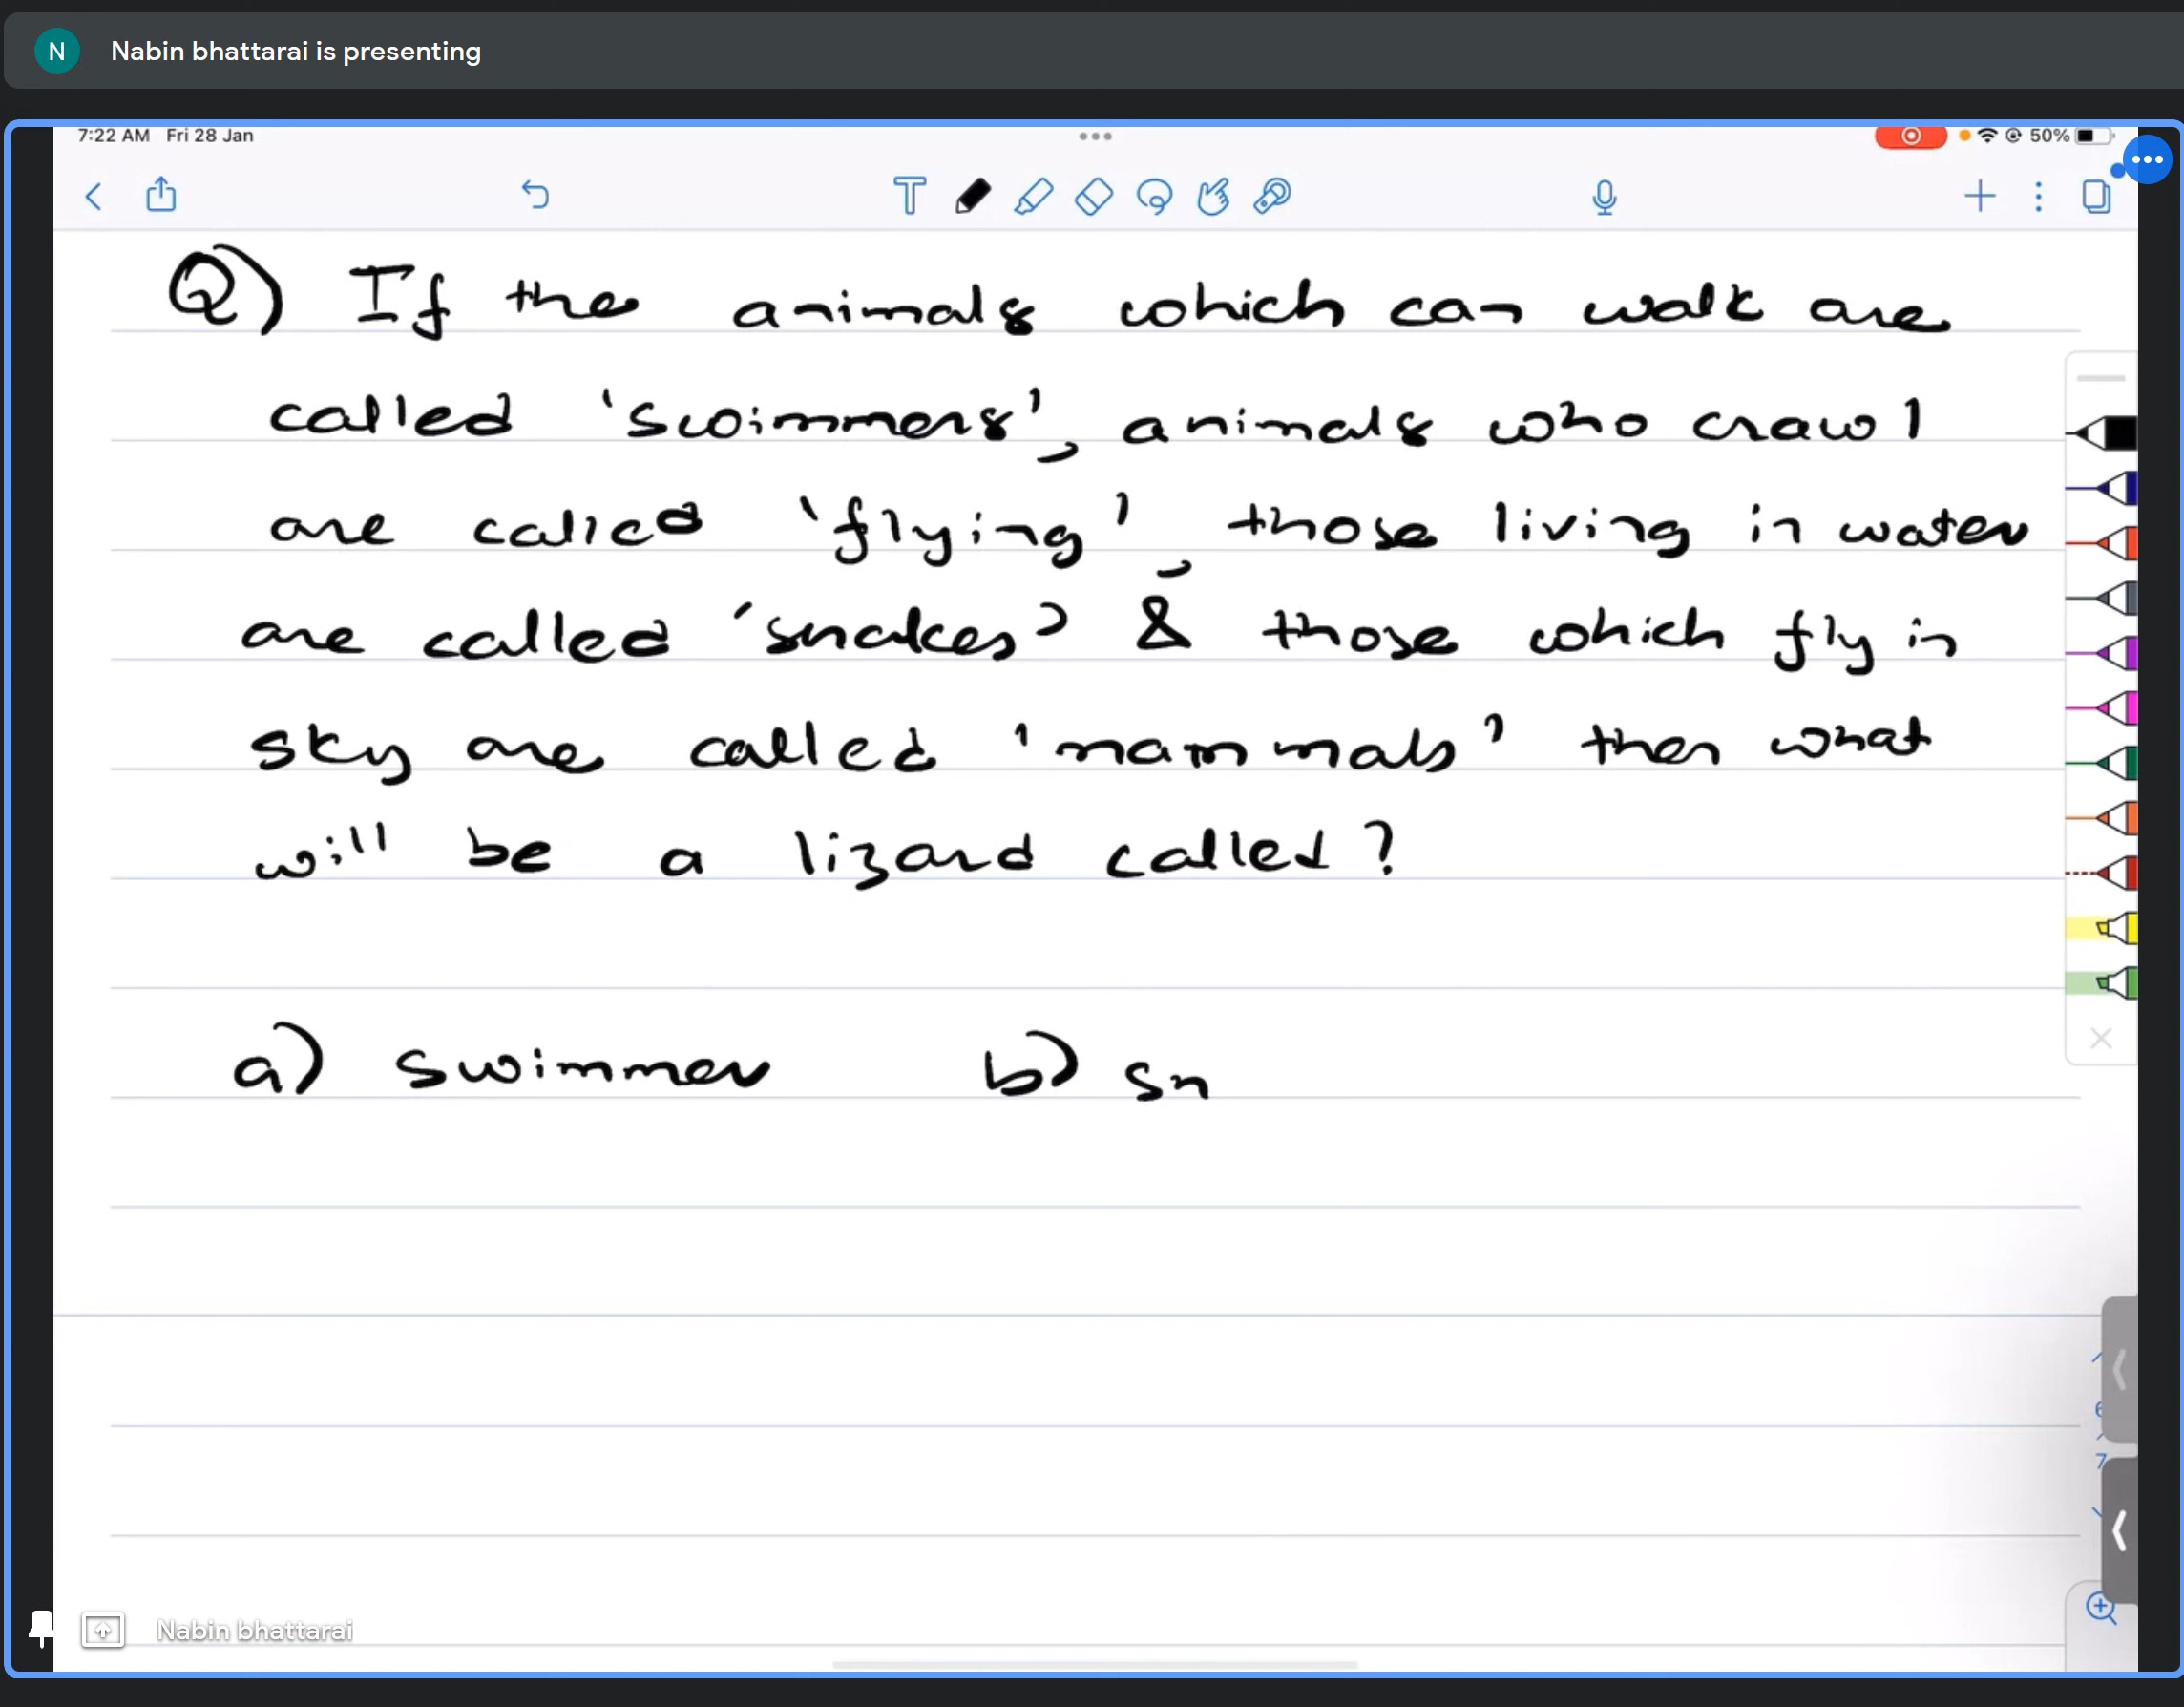 N Nabin bhattarai is presenting
7:22 AM Fri 28 Jan
50%
T
Q) If the animals which can walk are
called 'swimmers', animals who crawl
are called 'flying', those living in water
are called 'snakes' & those which fly in
sky are called 'mammals' then what
will be a lizard called?
a) swimmer b) sn
6
7
Nabin bhattarai